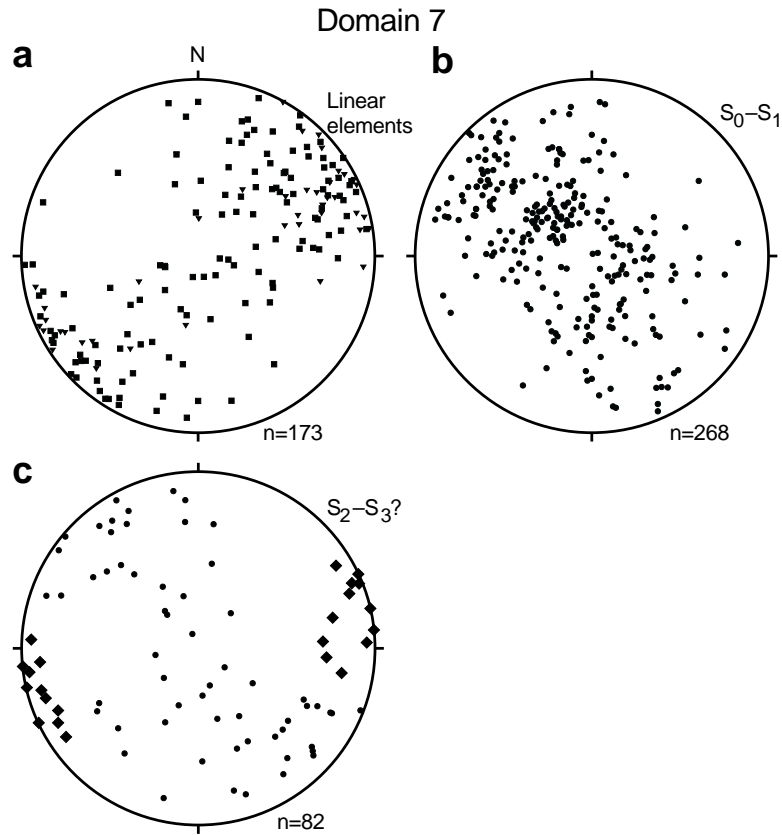 Domain 7
a
N
Linear
elements
n=173
b
S₀–S₁
n=268
c
S₂–S₃?
n=82